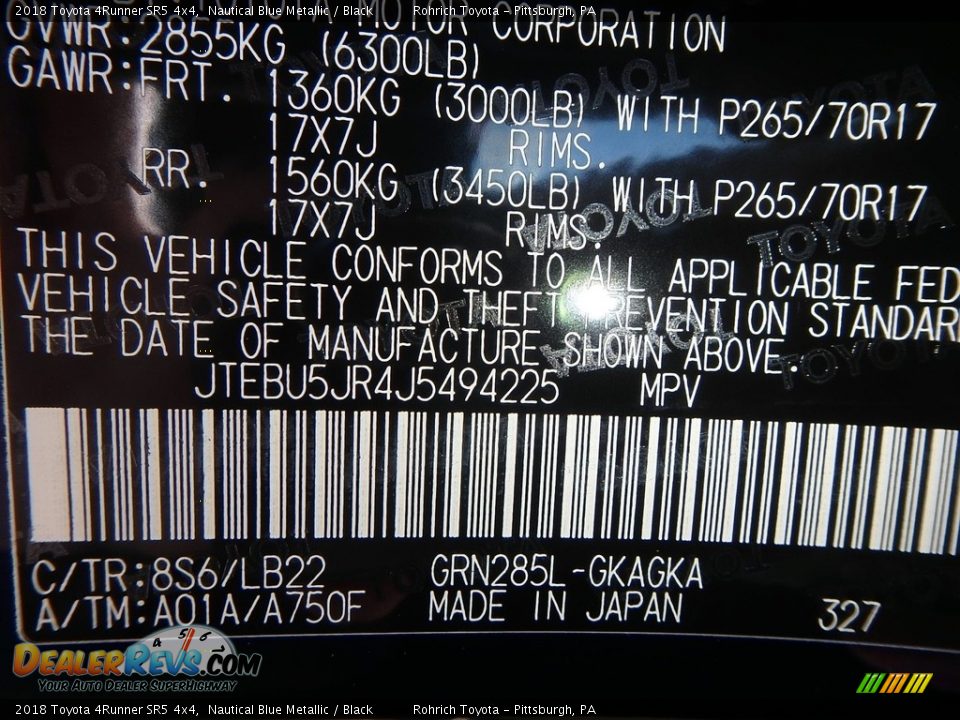 2018 Toyota 4Runner SR5 4x4,  Nautical Blue Metallic / Black          Rohrich Toyota - Pittsburgh, PA
MOTOR CORPORATION
GVWR:2855KG (6300LB)
GAWR:FRT. 1360KG (3000LB) WITH P265/70R17
17X7J RIMS.
RR. 1560KG (3450LB) WITH P265/70R17
17X7J RIMS.
THIS VEHICLE CONFORMS TO ALL APPLICABLE FED
VEHICLE SAFETY AND THEFT PREVENTION STANDAR
THE DATE OF MANUFACTURE SHOWN ABOVE.
JTEBU5JR4J5494225 MPV
C/TR:8S6/LB22 GRN285L-GKAGKA
A/TM:A01A/A750F MADE IN JAPAN 327
4 5 6
DEALERREVS.COM
YOUR AUTO DEALER SUPERHIGHWAY
2018 Toyota 4Runner SR5 4x4,  Nautical Blue Metallic / Black          Rohrich Toyota - Pittsburgh, PA